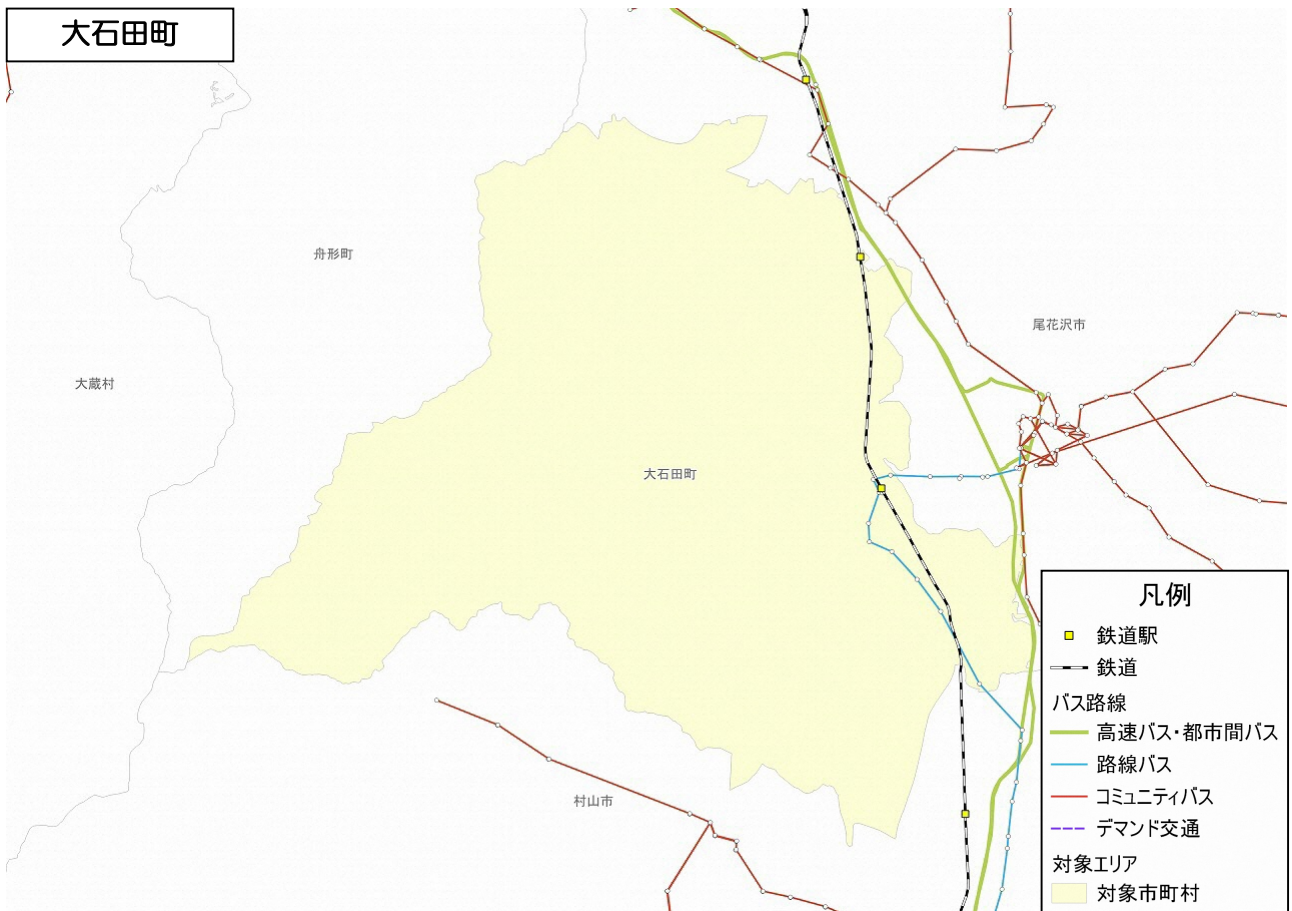 大石田町
舟形町
尾花沢市
大蔵村
大石田町
村山市
凡例
鉄道駅
鉄道
バス路線
高速バス・都市間バス
路線バス
コミュニティバス
デマンド交通
対象エリア
対象市町村